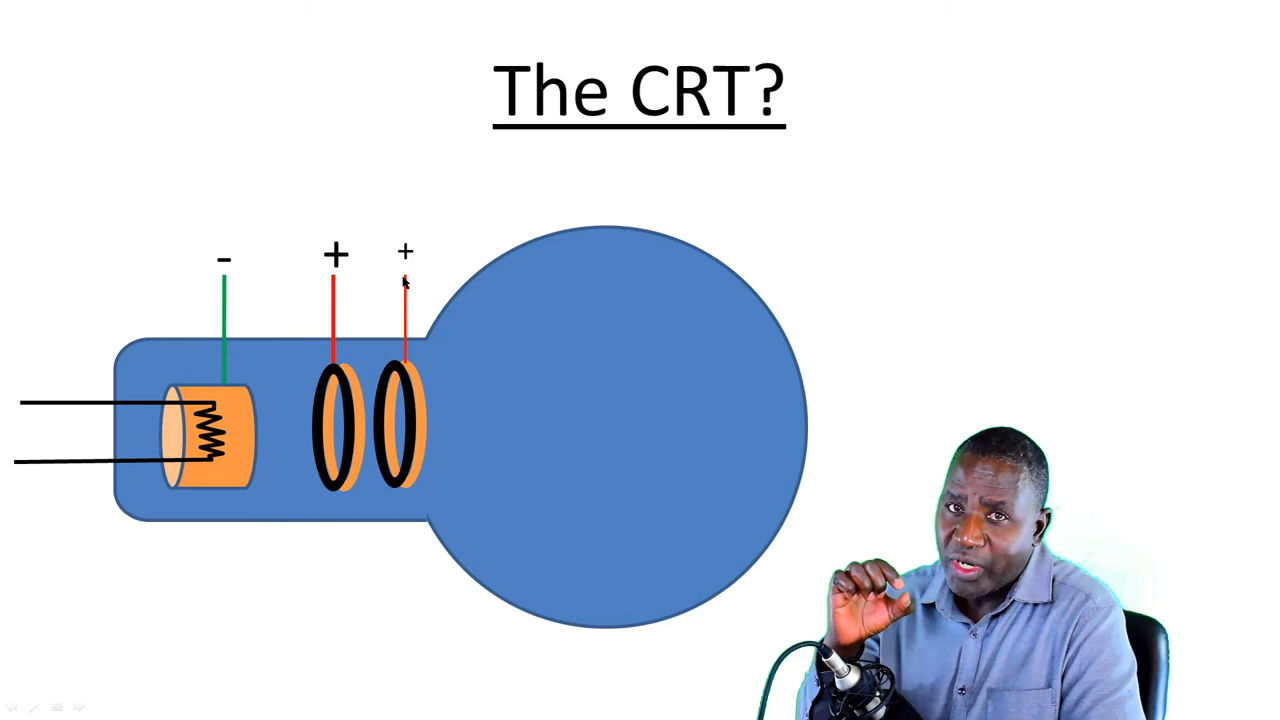 The CRT?
- + +